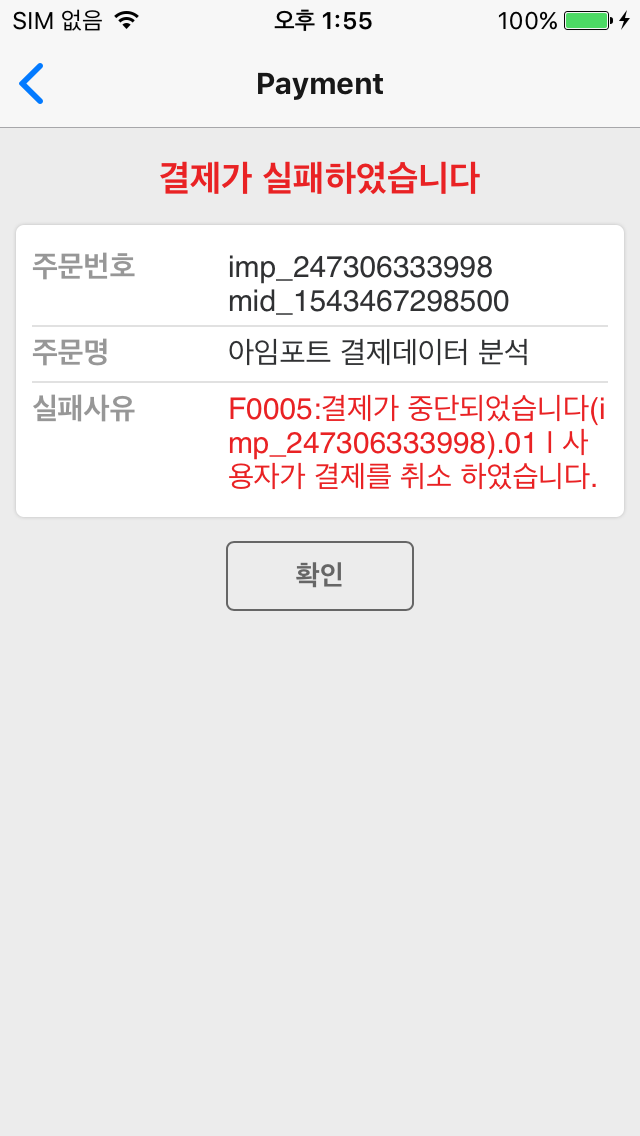 SIM 없음 오후 1:55 100%
Payment
결제가 실패하였습니다
주문번호 imp_247306333998
mid_1543467298500
주문명 아임포트 결제데이터 분석
실패사유 F0005:결제가 중단되었습니다(i
mp_247306333998).01 | 사
용자가 결제를 취소 하였습니다.
확인